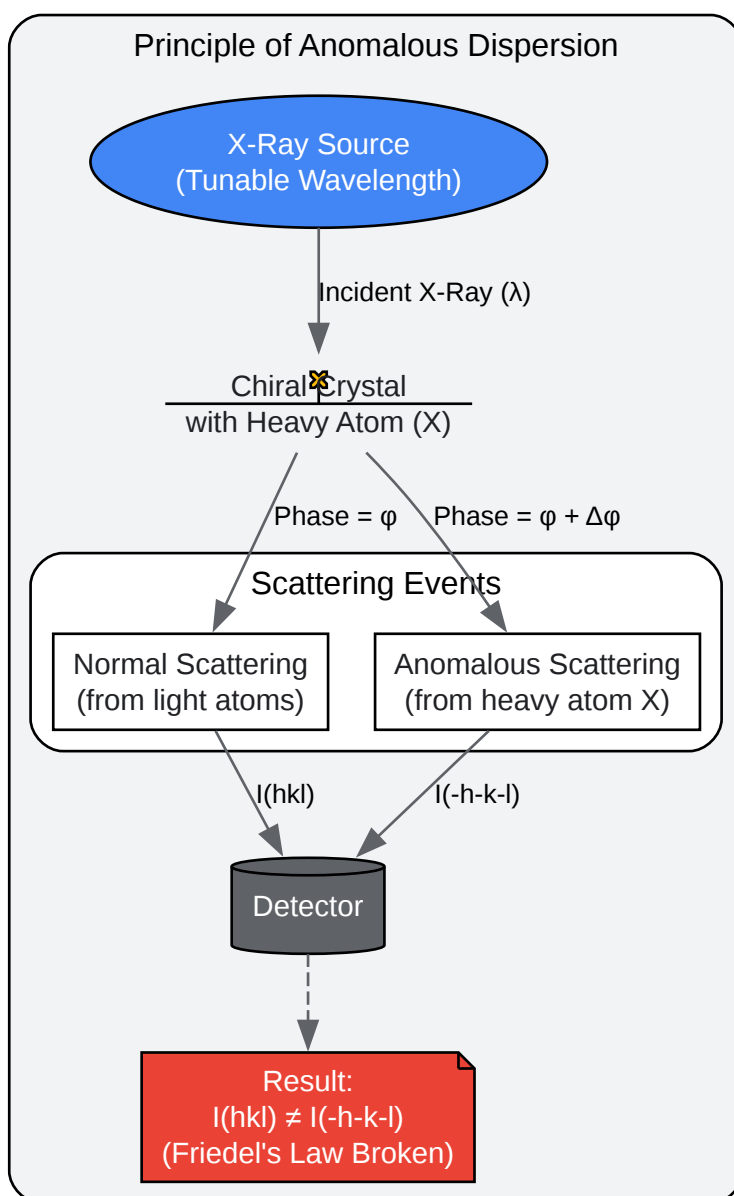 Principle of Anomalous Dispersion
X-Ray Source
(Tunable Wavelength)
Incident X-Ray (λ)
Chiral Crystal
with Heavy Atom (X)
Phase = φ
Phase = φ + Δφ
Scattering Events
Normal Scattering
(from light atoms)
Anomalous Scattering
(from heavy atom X)
I(hkl)
I(-h-k-l)
Detector
Result:
I(hkl) ≠ I(-h-k-l)
(Friedel's Law Broken)